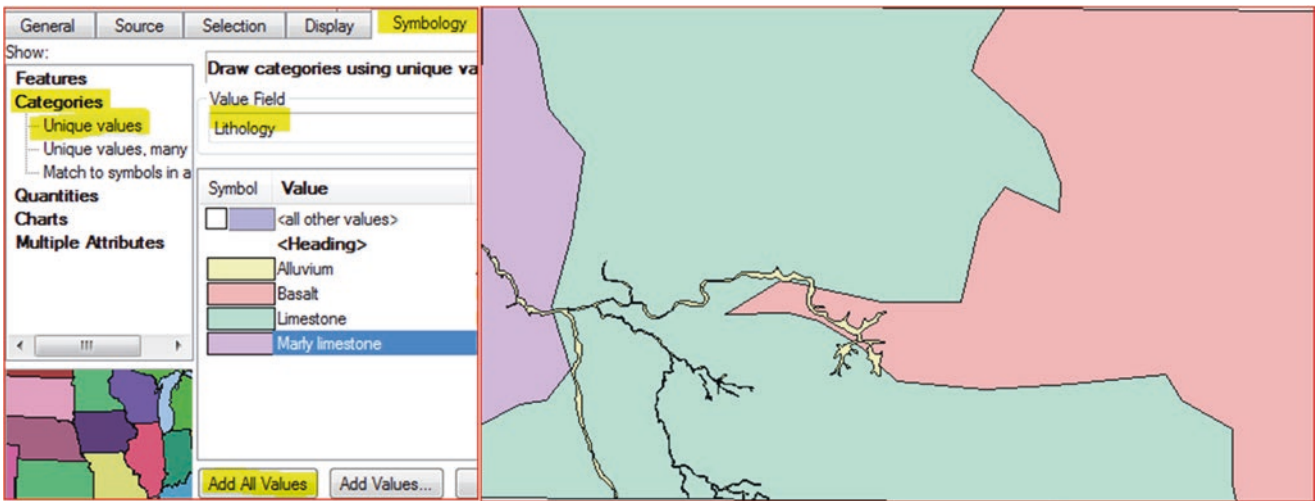 General Source Selection Display Symbology
Show:
Features
Categories
Unique values
Unique values, many
Match to symbols in a
Quantities
Charts
Multiple Attributes
Draw categories using unique va
Value Field
Lithology
Symbol Value
<all other values>
<Heading>
Alluvium
Basalt
Limestone
Marly limestone
Add All Values Add Values...